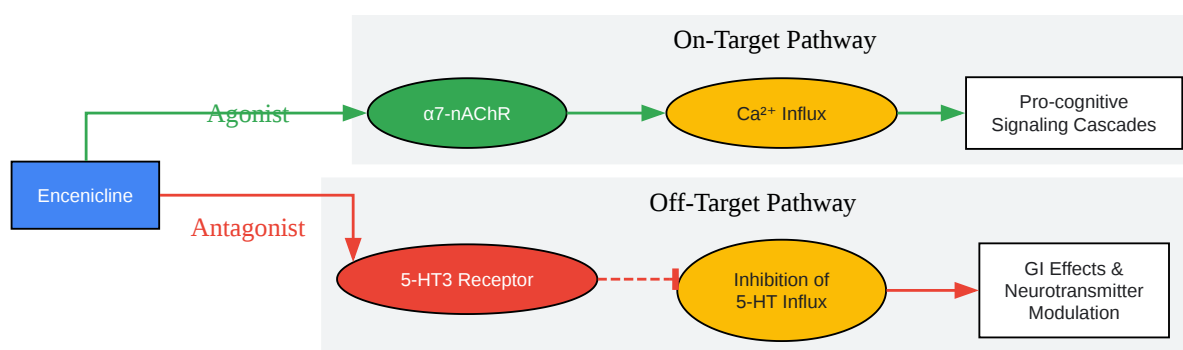 On-Target Pathway
Agonist
α7-nAChR
Ca²⁺ Influx
Pro-cognitive
Signaling Cascades
Encenicline
Off-Target Pathway
Antagonist
5-HT3 Receptor
Inhibition of
5-HT Influx
GI Effects &
Neurotransmitter
Modulation